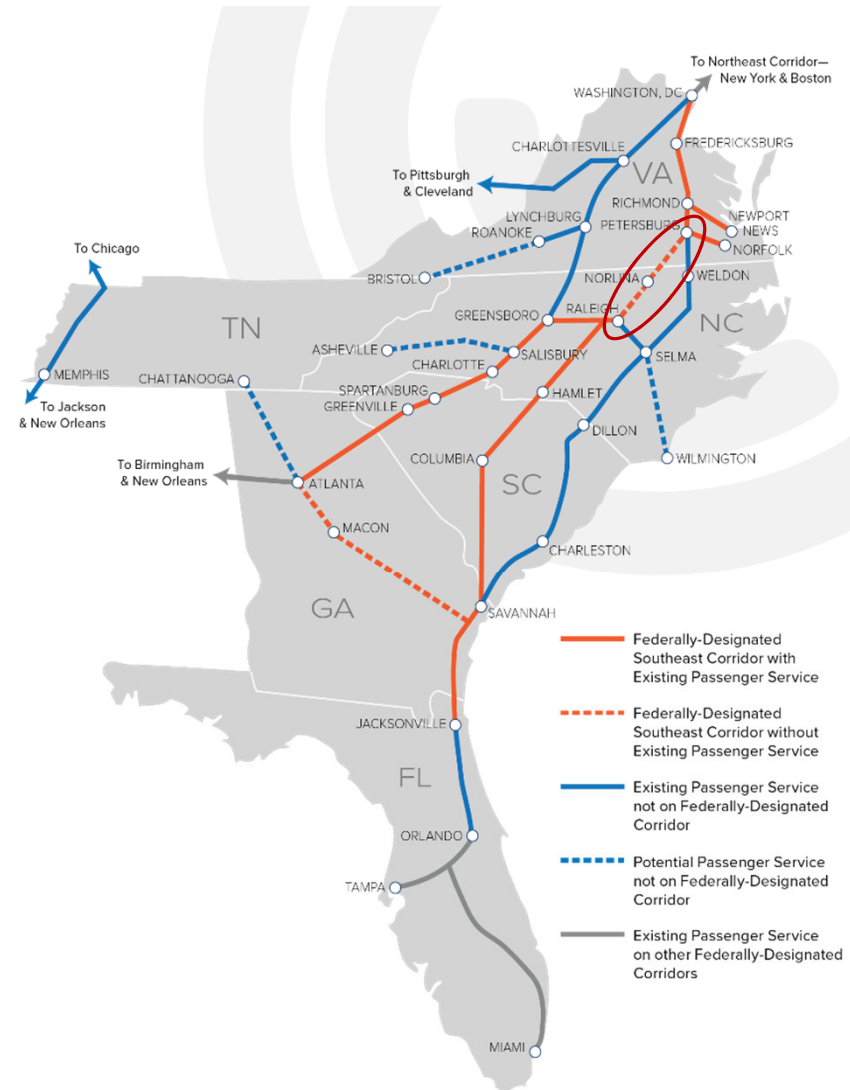 To Northeast Corridor—
New York & Boston
WASHINGTON, DC
FREDERICKSBURG
CHARLOTTESVILLE
VA
To Pittsburgh
& Cleveland
RICHMOND
NEWPORT
NEWS
LYNCHBURG
PETERSBURG
ROANOKE
NORFOLK
To Chicago
BRISTOL
NORLINA
WELDON
GREENSBORO
RALEIGH
NC
TN
ASHEVILLE
SALISBURY
SELMA
CHARLOTTE
MEMPHIS
CHATTANOOGA
SPARTANBURG
GREENVILLE
HAMLET
To Jackson
& New Orleans
DILLON
To Birmingham
& New Orleans
COLUMBIA
WILMINGTON
ATLANTA
SC
MACON
CHARLESTON
GA
SAVANNAH
JACKSONVILLE
FL
ORLANDO
TAMPA
MIAMI
Federally-Designated
Southeast Corridor with
Existing Passenger Service
Federally-Designated
Southeast Corridor without
Existing Passenger Service
Existing Passenger Service
not on Federally-Designated
Corridor
Potential Passenger Service
not on Federally-Designated
Corridor
Existing Passenger Service
on other Federally-Designated
Corridors